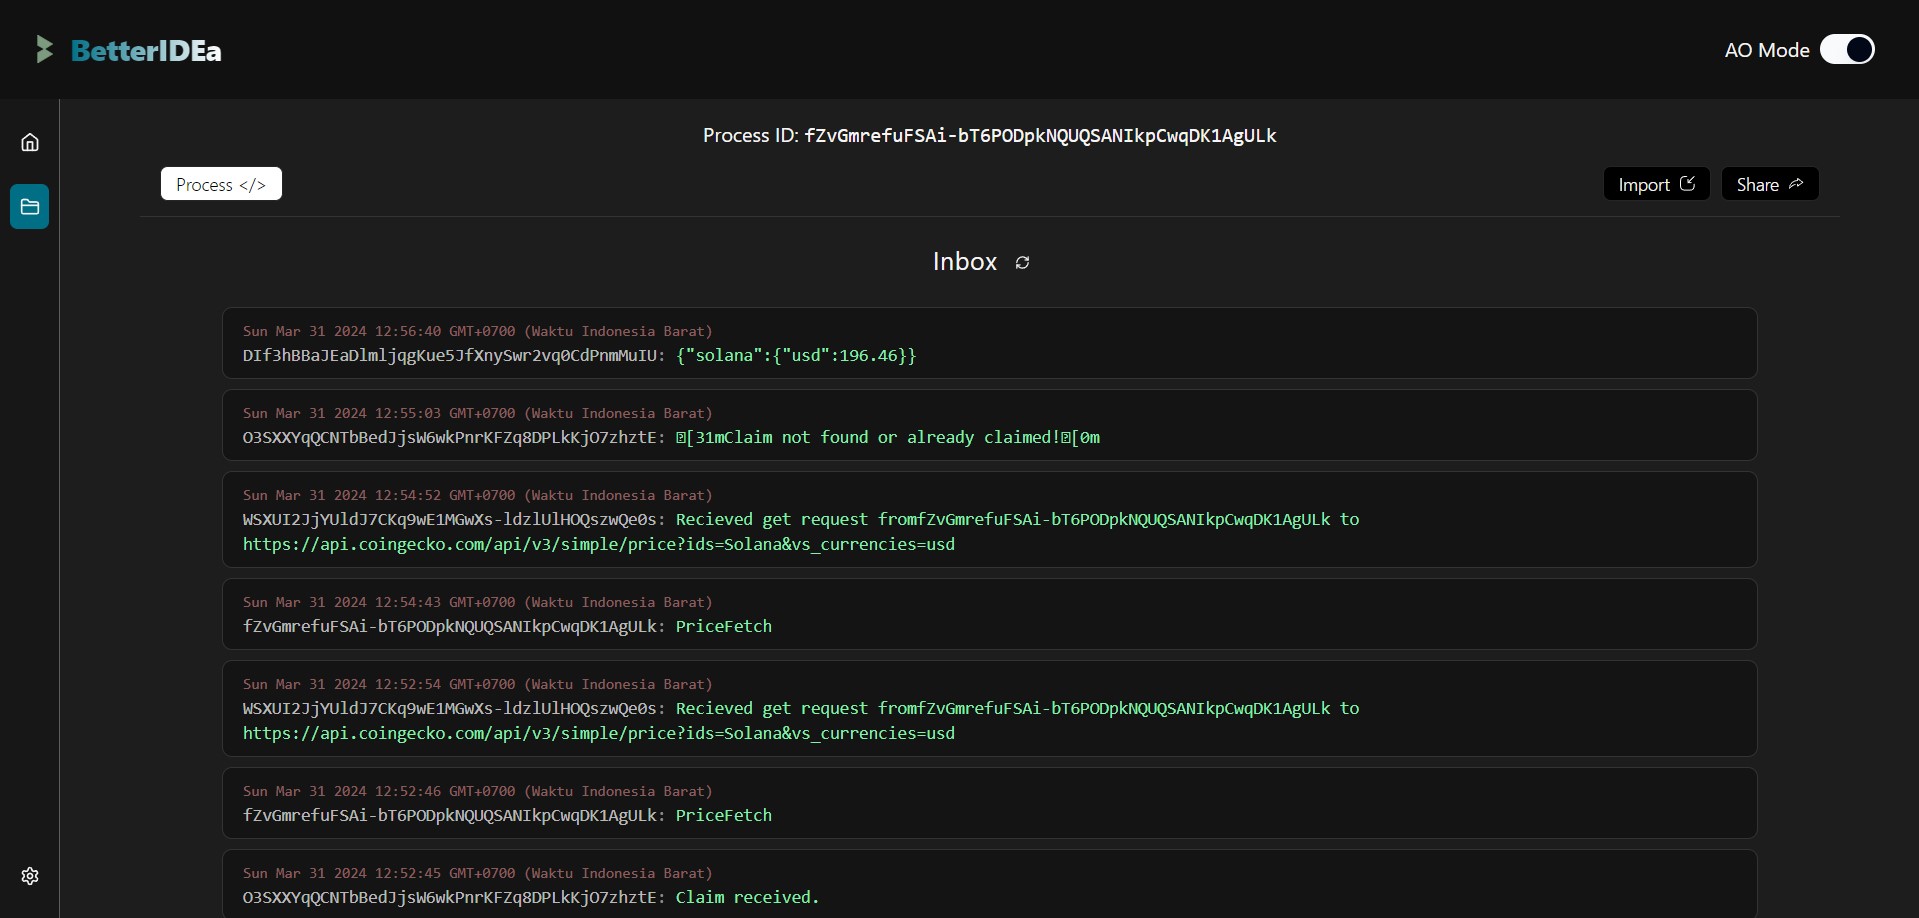 BetterIDEa
AO Mode
Process ID: fZvGmrefuFSAi-bT6PODpkNQUQSANIkpCwqDK1AgULk
Process </>
Import
Share
Inbox
Sun Mar 31 2024 12:56:40 GMT+0700 (Waktu Indonesia Barat)
DIf3hBBaJEaDlmljqgKue5JfXnySwr2vq0CdPnmMuIU: {"solana":{"usd":196.46}}
Sun Mar 31 2024 12:55:03 GMT+0700 (Waktu Indonesia Barat)
O3SXXYqQCNTbBedJjsW6wkPnrKFZq8DPLkKjO7zhztE: [31mClaim not found or already claimed![0m
Sun Mar 31 2024 12:54:52 GMT+0700 (Waktu Indonesia Barat)
WSXUI2JjYUldJ7CKq9wE1MGwXs-ldzlUlHOQszwQe0s: Recieved get request fromfZvGmrefuFSAi-bT6PODpkNQUQSANIkpCwqDK1AgULk to
https://api.coingecko.com/api/v3/simple/price?ids=Solana&vs_currencies=usd
Sun Mar 31 2024 12:54:43 GMT+0700 (Waktu Indonesia Barat)
fZvGmrefuFSAi-bT6PODpkNQUQSANIkpCwqDK1AgULk: PriceFetch
Sun Mar 31 2024 12:52:54 GMT+0700 (Waktu Indonesia Barat)
WSXUI2JjYUldJ7CKq9wE1MGwXs-ldzlUlHOQszwQe0s: Recieved get request fromfZvGmrefuFSAi-bT6PODpkNQUQSANIkpCwqDK1AgULk to
https://api.coingecko.com/api/v3/simple/price?ids=Solana&vs_currencies=usd
Sun Mar 31 2024 12:52:46 GMT+0700 (Waktu Indonesia Barat)
fZvGmrefuFSAi-bT6PODpkNQUQSANIkpCwqDK1AgULk: PriceFetch
Sun Mar 31 2024 12:52:45 GMT+0700 (Waktu Indonesia Barat)
O3SXXYqQCNTbBedJjsW6wkPnrKFZq8DPLkKjO7zhztE: Claim received.